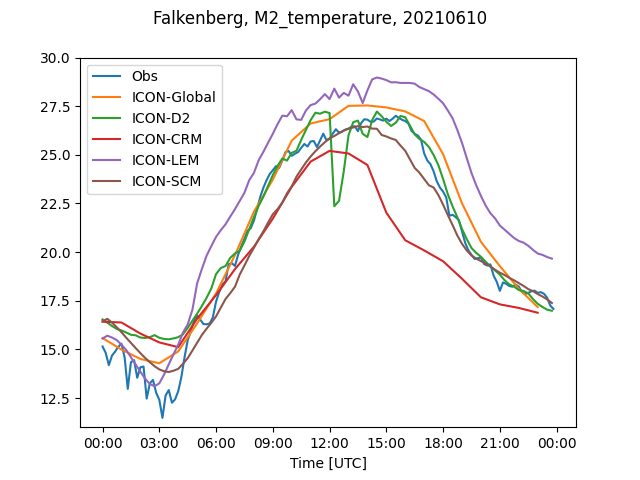 Falkenberg, M2_temperature, 20210610
30.0
27.5
25.0
22.5
20.0
17.5
15.0
12.5
Obs
ICON-Global
ICON-D2
ICON-CRM
ICON-LEM
ICON-SCM
00:00 03:00 06:00 09:00 12:00 15:00 18:00 21:00 00:00
Time [UTC]